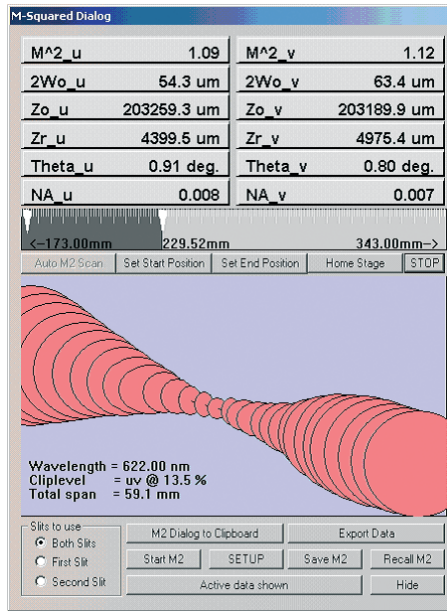 M-Squared Dialog
M^2_u 1.09 M^2_v 1.12
2Wo_u 54.3 um 2Wo_v 63.4 um
Zo_u 203259.3 um Zo_v 203189.9 um
Zr_u 4399.5 um Zr_v 4975.4 um
Theta_u 0.91 deg. Theta_v 0.80 deg.
NA_u 0.008 NA_v 0.007
<-173.00mm 229.52mm 343.00mm->
Auto M2 Scan Set Start Position Set End Position Home Stage STOP
Wavelength = 622.00 nm
Cliplevel = uv @ 13.5 %
Total span = 59.1 mm
Slits to use
Both Slits
First Slit
Second Slit
M2 Dialog to Clipboard Export Data
Start M2 SETUP Save M2 Recall M2
Active data shown Hide